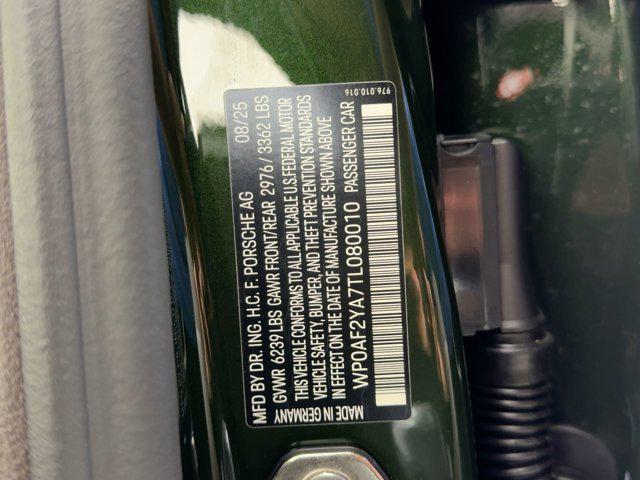 MFD BY DR. ING. H.C. F. PORSCHE AG 08/25
GVWR 6239 LBS GAWR FRONT/REAR 2976 / 3362 LBS
THIS VEHICLE CONFORMS TO ALL APPLICABLE U.S.FEDERAL MOTOR
VEHICLE SAFETY, BUMPER, AND THEFT PREVENTION STANDARDS
IN EFFECT ON THE DATE OF MANUFACTURE SHOWN ABOVE
WP0AF2YA7TL080010 PASSENGER CAR
MADE IN GERMANY 976.010.016